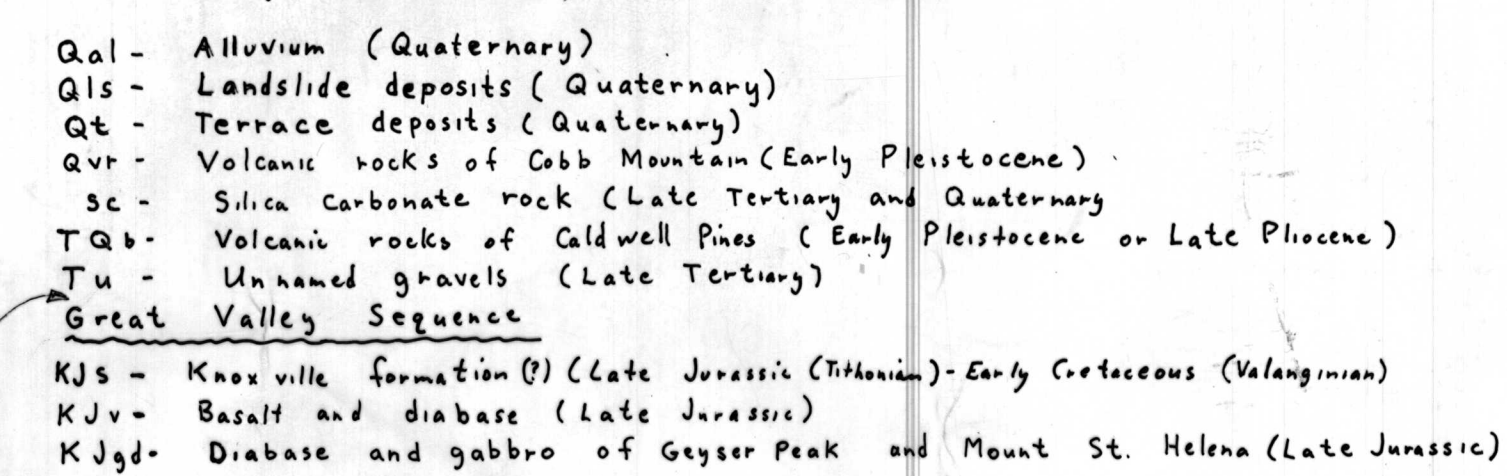 Qal - Alluvium (Quaternary)
Qls - Landslide deposits ( Quaternary)
Qt - Terrace deposits ( Quaternary)
Qvr - Volcanic rocks of Cobb Mountain (Early Pleistocene)
sc - Silica Carbonate rock (Late Tertiary and Quaternary
TQb- Volcanic rocks of Caldwell Pines ( Early Pleistocene or Late Pliocene )
Tu - Unnamed gravels (Late Tertiary)
Great Valley Sequence
KJs - Knoxville formation (?) (Late Jurassic (Tithonian) - Early Cretaceous (Valanginian)
KJv- Basalt and diabase ( Late Jurassic)
KJgd- Diabase and gabbro of Geyser Peak and Mount St. Helena (Late Jurassic)